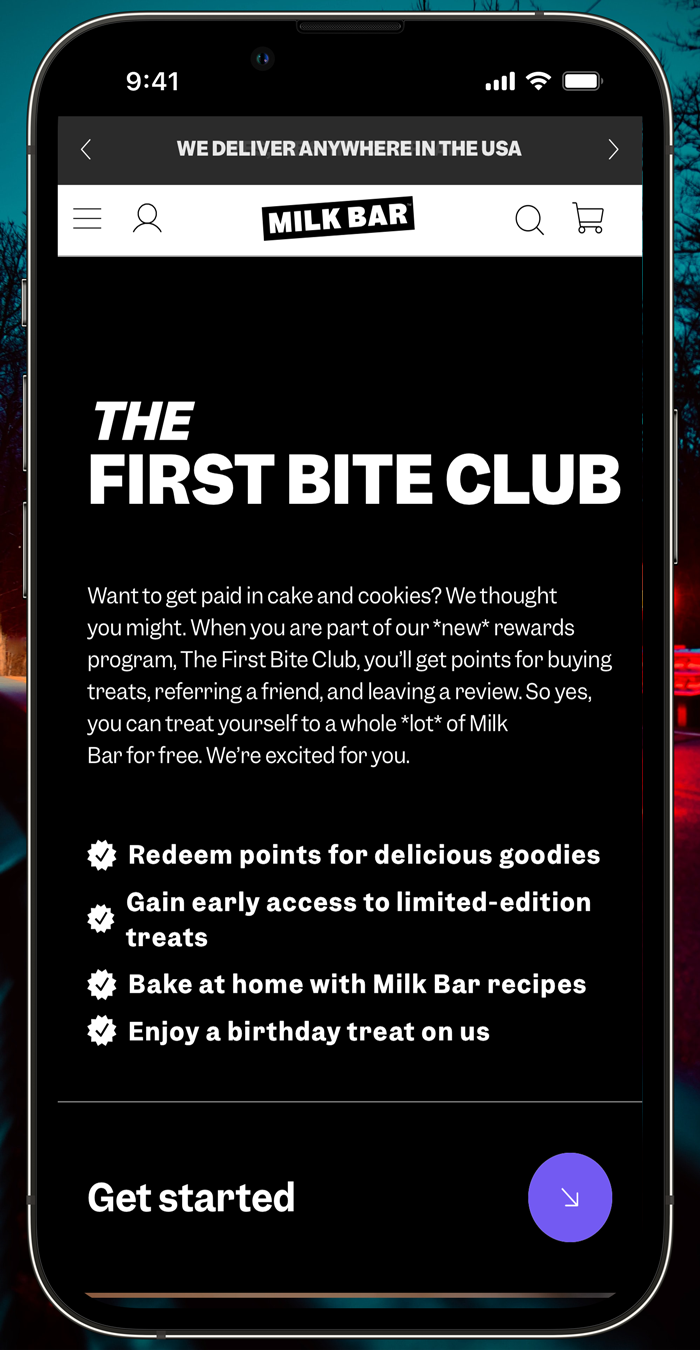 9:41
WE DELIVER ANYWHERE IN THE USA
MILK BAR
THE
FIRST BITE CLUB
Want to get paid in cake and cookies? We thought
you might. When you are part of our *new* rewards
program, The First Bite Club, you’ll get points for buying
treats, referring a friend, and leaving a review. So yes,
you can treat yourself to a whole *lot* of Milk
Bar for free. We’re excited for you.
Redeem points for delicious goodies
Gain early access to limited-edition
treats
Bake at home with Milk Bar recipes
Enjoy a birthday treat on us
Get started